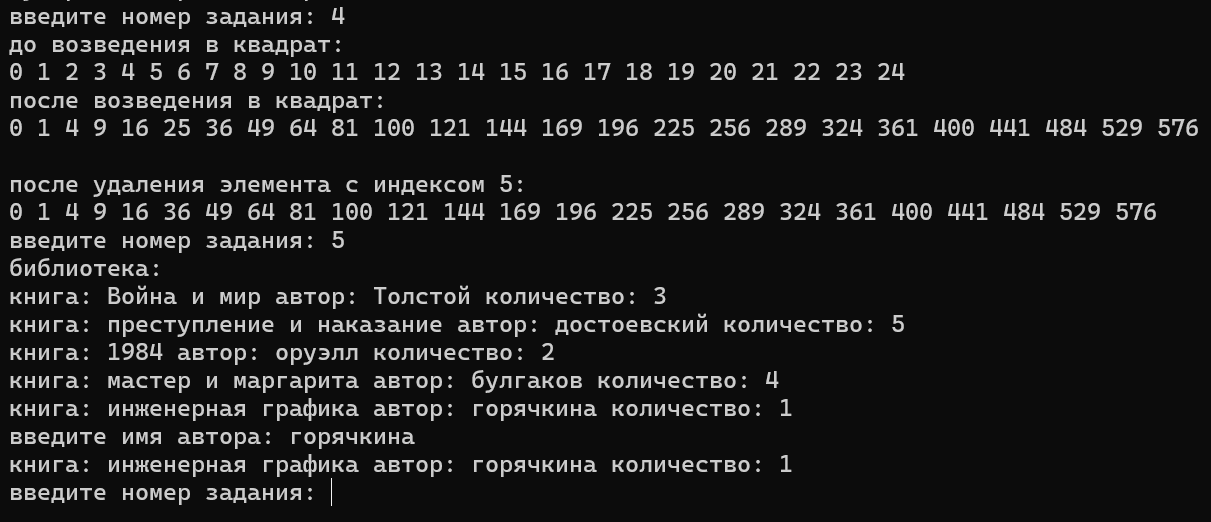 введите номер задания: 4
до возведения в квадрат:
0 1 2 3 4 5 6 7 8 9 10 11 12 13 14 15 16 17 18 19 20 21 22 23 24
после возведения в квадрат:
0 1 4 9 16 25 36 49 64 81 100 121 144 169 196 225 256 289 324 361 400 441 484 529 576
после удаления элемента с индексом 5:
0 1 4 9 16 36 49 64 81 100 121 144 169 196 225 256 289 324 361 400 441 484 529 576
введите номер задания: 5
библиотека:
книга: Война и мир автор: Толстой количество: 3
книга: преступление и наказание автор: достоевский количество: 5
книга: 1984 автор: оруэлл количество: 2
книга: мастер и маргарита автор: булгаков количество: 4
книга: инженерная графика автор: горячкина количество: 1
введите имя автора: горячкина
книга: инженерная графика автор: горячкина количество: 1
введите номер задания: